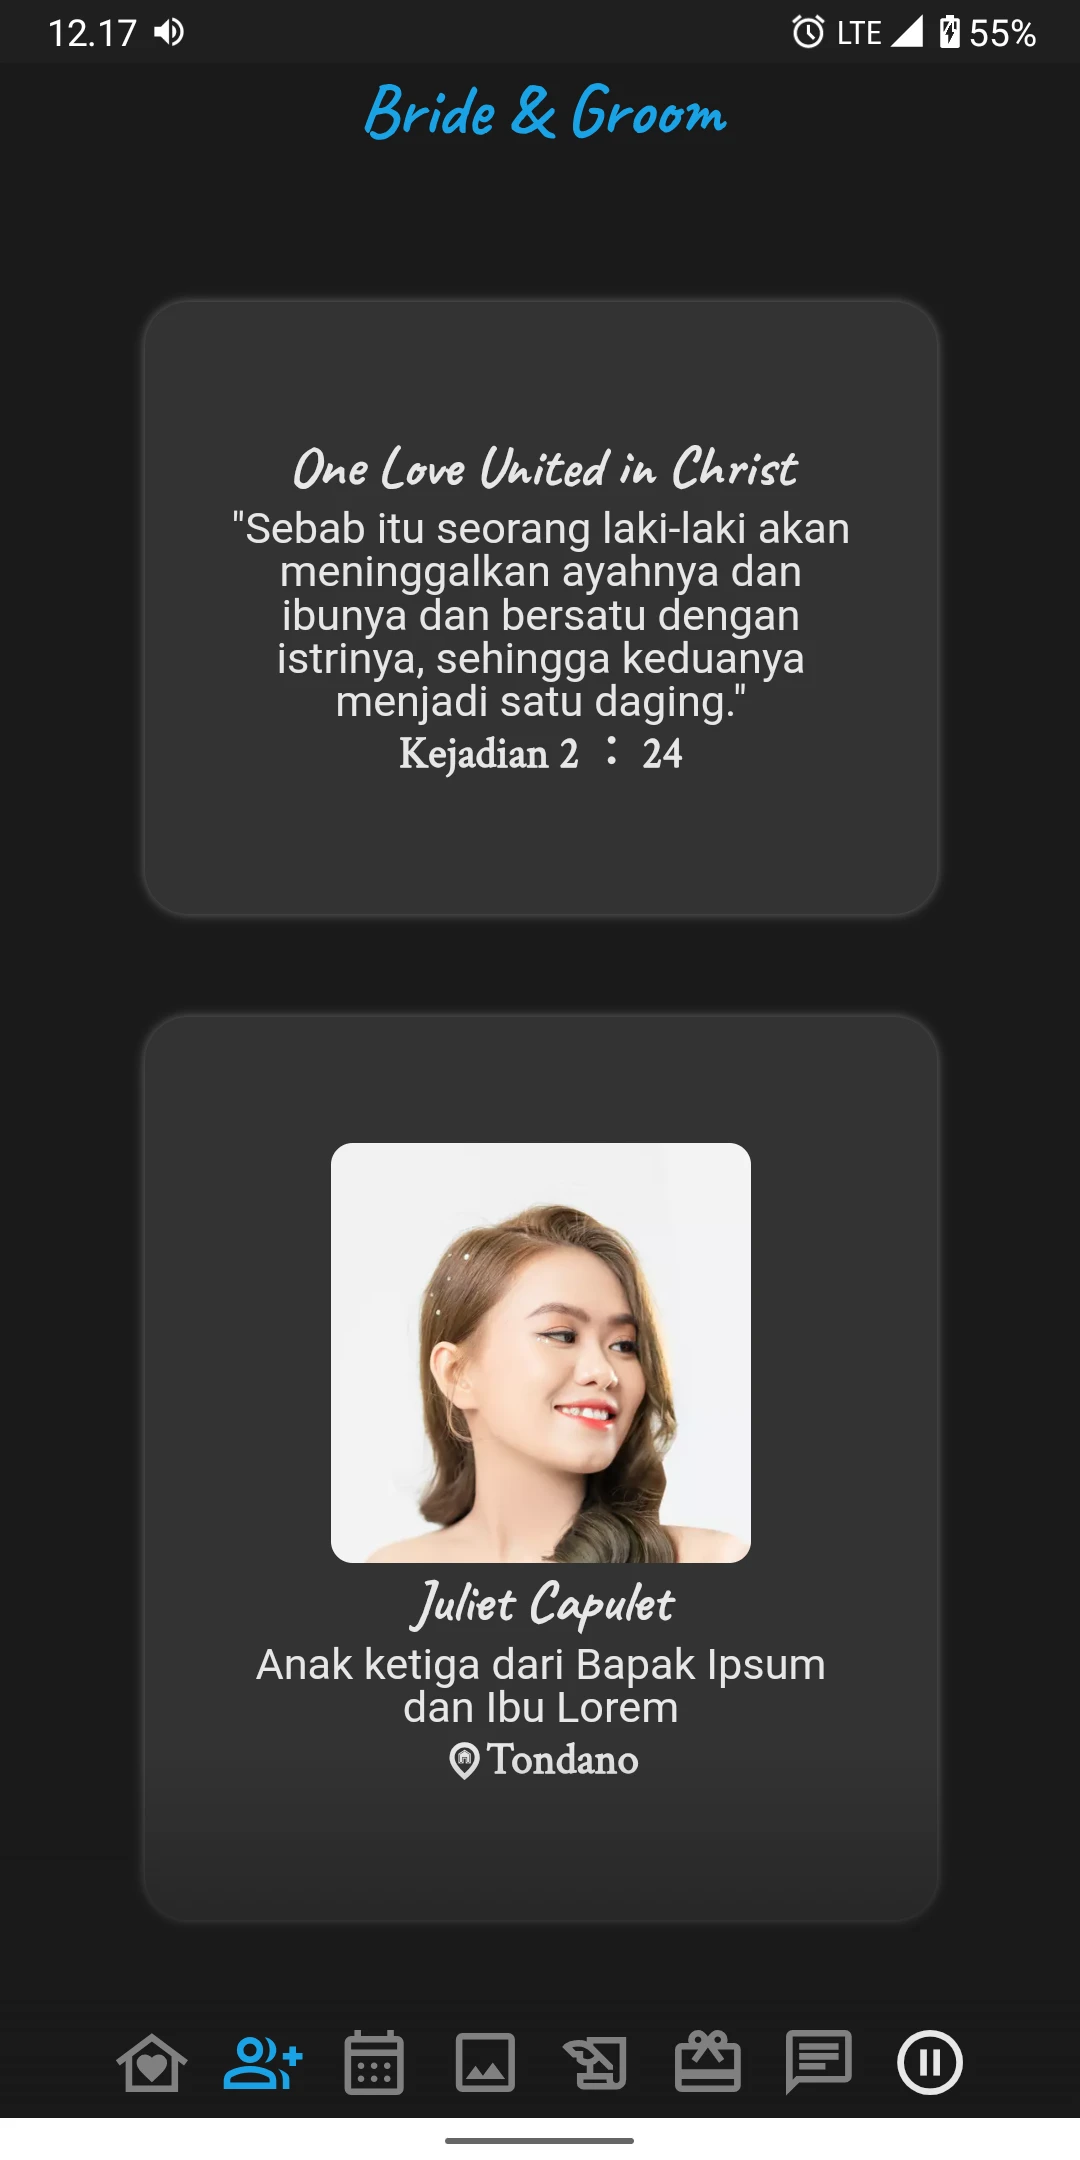 12.17
LTE
55%
Bride & Groom
One Love United in Christ
"Sebab itu seorang laki-laki akan
meninggalkan ayahnya dan
ibunya dan bersatu dengan
istrinya, sehingga keduanya
menjadi satu daging."
Kejadian 2 : 24
Juliet Capulet
Anak ketiga dari Bapak Ipsum
dan Ibu Lorem
Tondano